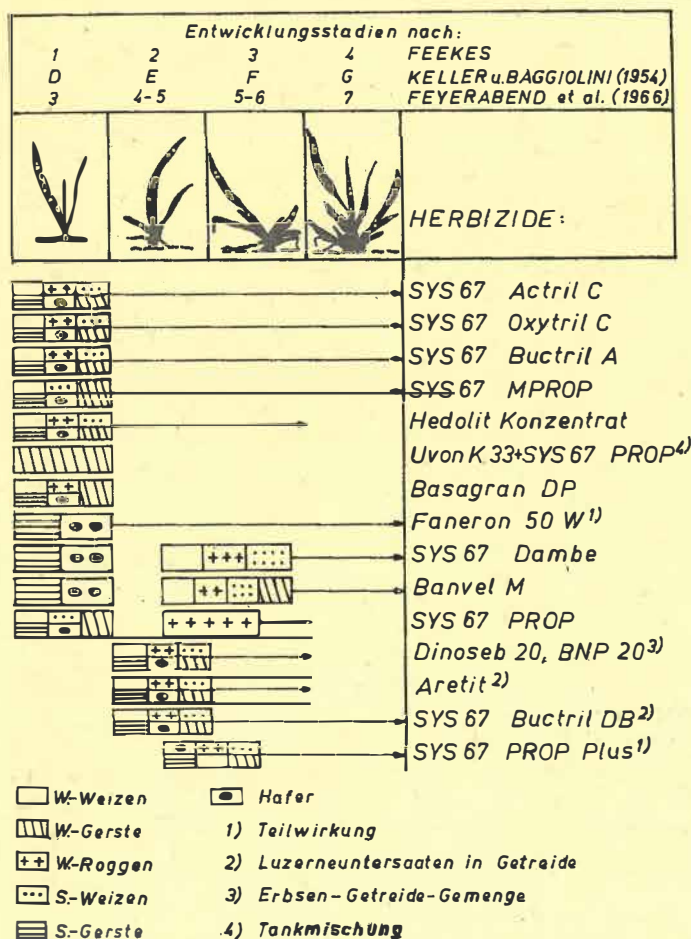 Entwicklungsstadien nach:
1 2 3 4 FEEKES
D E F G KELLER u. BAGGIOLINI (1954)
3 4-5 5-6 7 FEYERABEND et al. (1966)
HERBIZIDE:
SYS 67 Actril C
SYS 67 Oxytril C
SYS 67 Buctril A
SYS 67 MPROP
Hedolit Konzentrat
Uvon K 33+SYS 67 PROP4)
Basagran DP
Faneron 50 W1)
SYS 67 Dambe
Banvel M
SYS 67 PROP
Dinoseb 20, BNP 203)
Aretit2)
SYS 67 Buctril DB2)
SYS 67 PROP Plus1)
W.-Weizen Hafer
W.-Gerste 1) Teilwirkung
W.-Roggen 2) Luzerneuntersaaten in Getreide
S.-Weizen 3) Erbsen-Getreide-Gemenge
S.-Gerste 4) Tankmischung